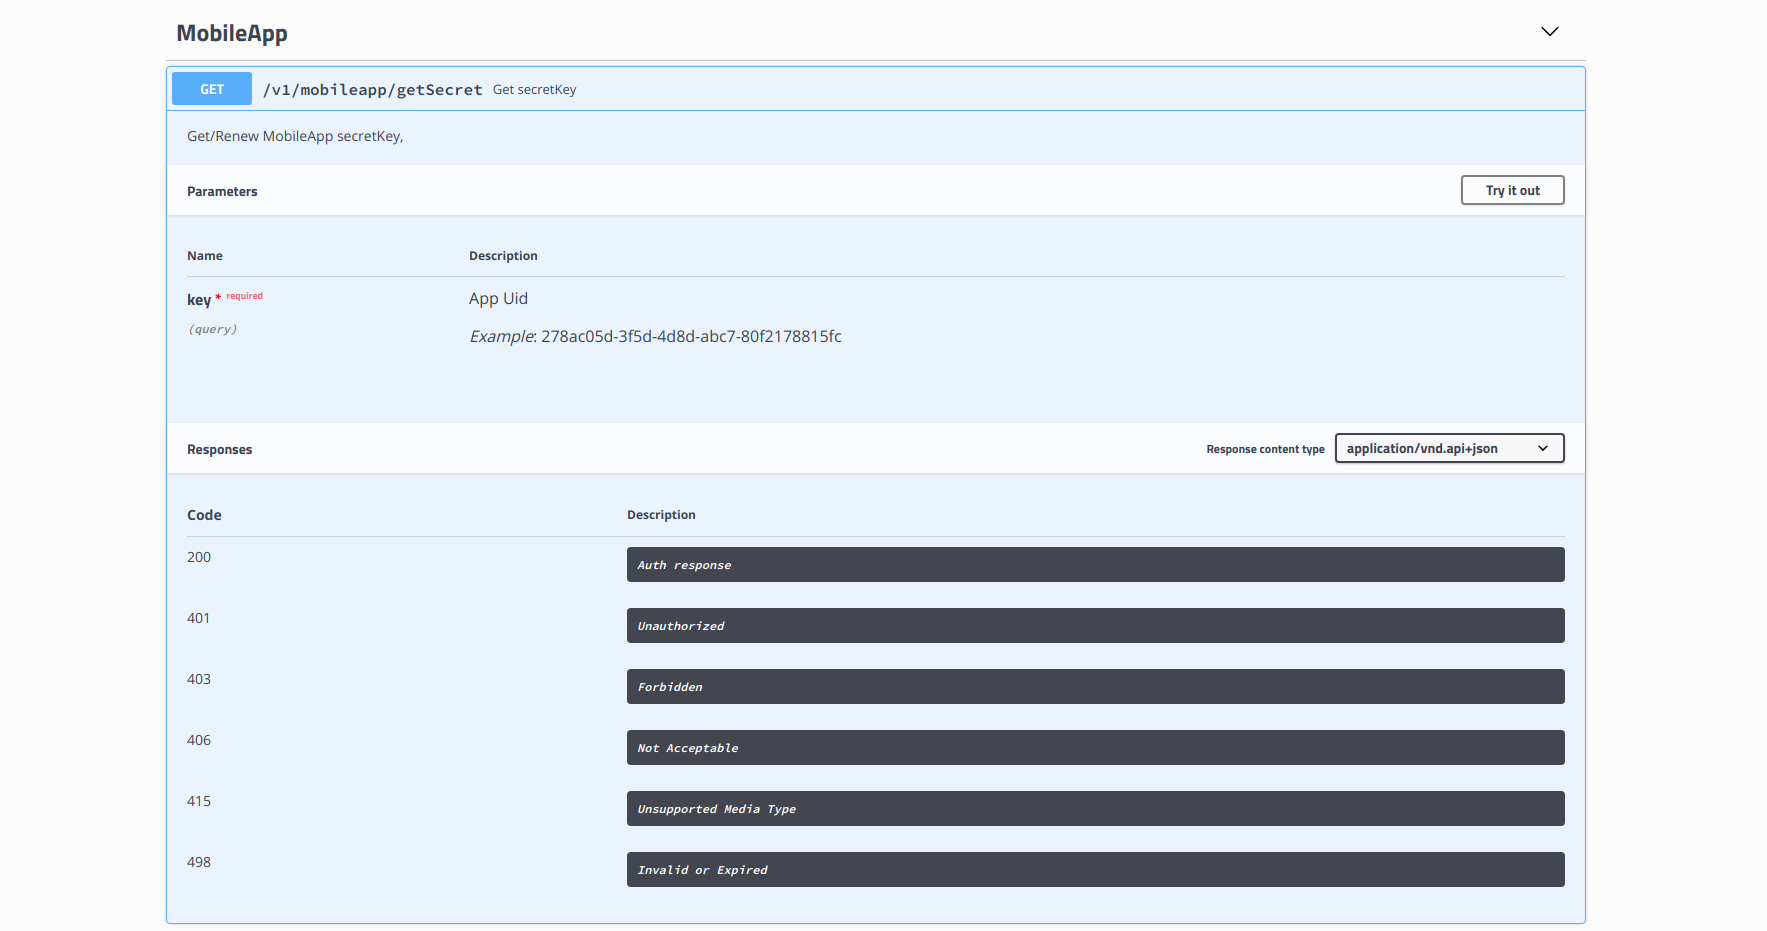 MobileApp
GET /v1/mobileapp/getSecret Get secretKey
Get/Renew MobileApp secretKey,
Parameters
Try it out
Name Description
key * required App Uid
(query)
Example: 278ac05d-3f5d-4d8d-abc7-80f2178815fc
Responses Response content type application/vnd.api+json
Code Description
200 Auth response
401 Unauthorized
403 Forbidden
406 Not Acceptable
415 Unsupported Media Type
498 Invalid or Expired